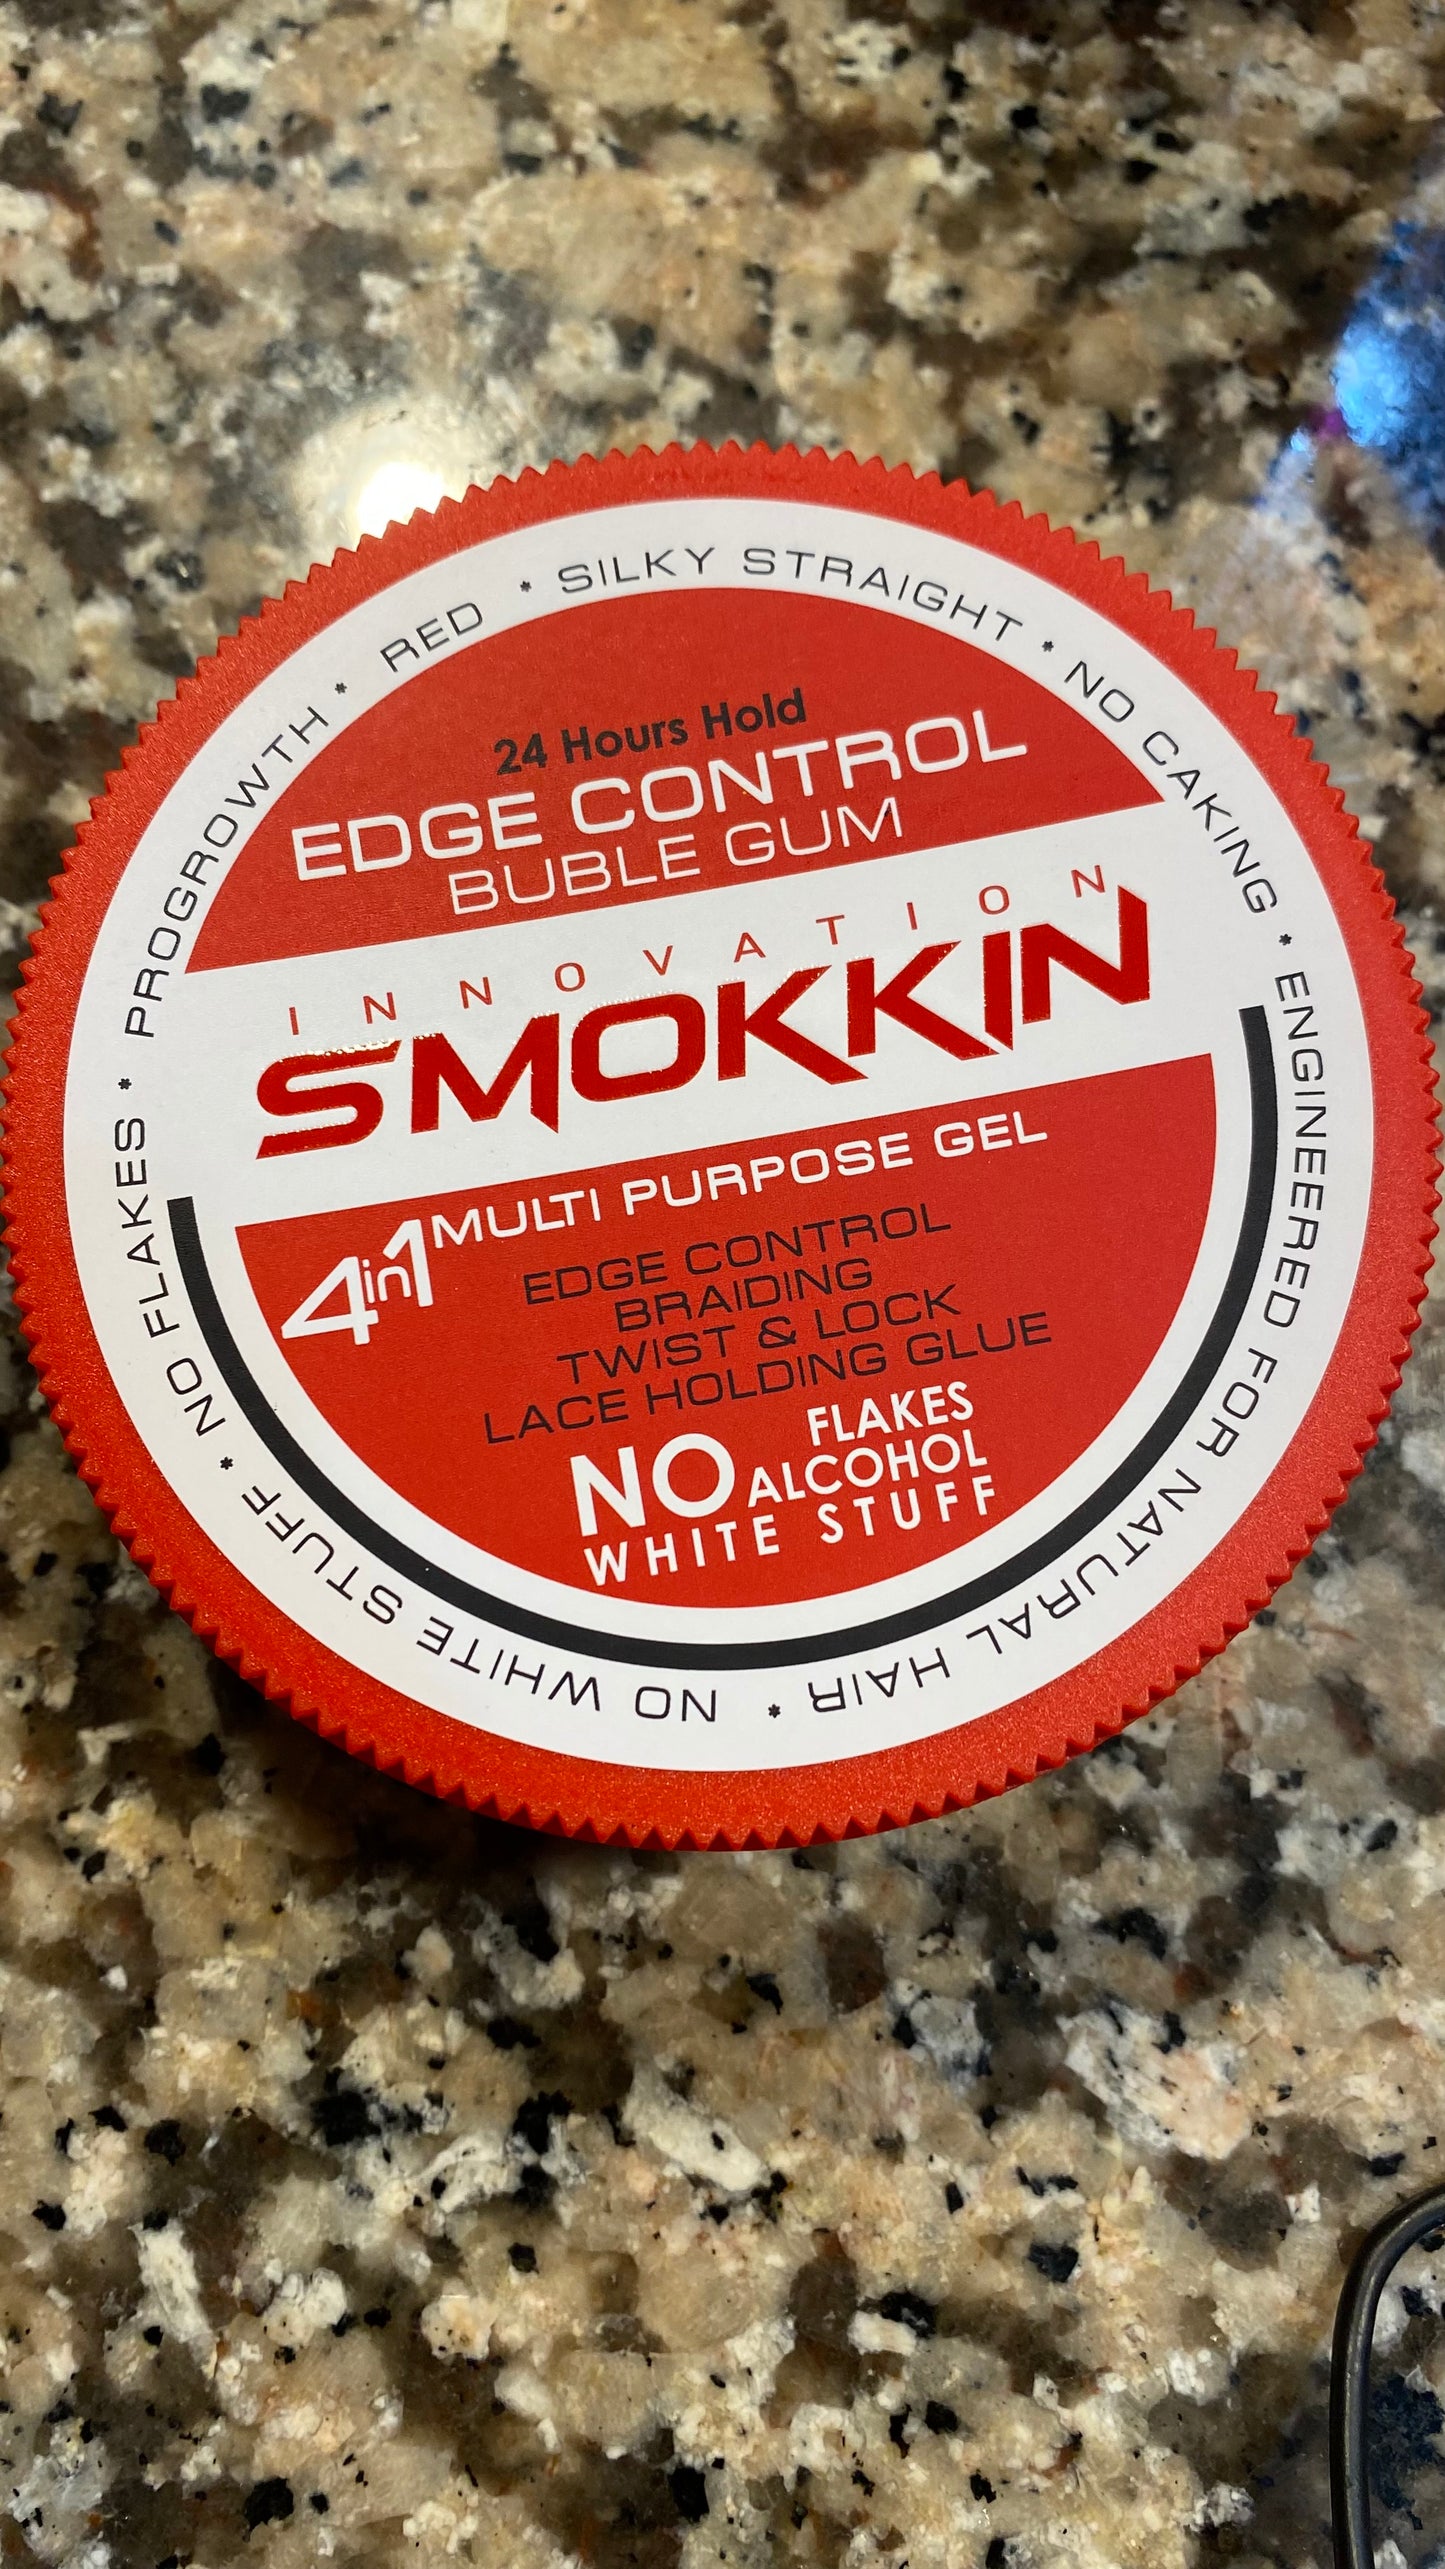 24 Hours Hold
EDGE CONTROL
BUBLE GUM
INNOVATION
SMOKKIN
4in1 MULTI PURPOSE GEL
EDGE CONTROL
BRAIDING
TWIST & LOCK
LACE HOLDING GLUE
NO FLAKES
ALCOHOL
WHITE STUFF
PROGROWTH * RED * SILKY STRAIGHT * NO CAKING * ENGINEERED FOR NATURAL HAIR * NO WHITE STUFF * NO FLAKES *